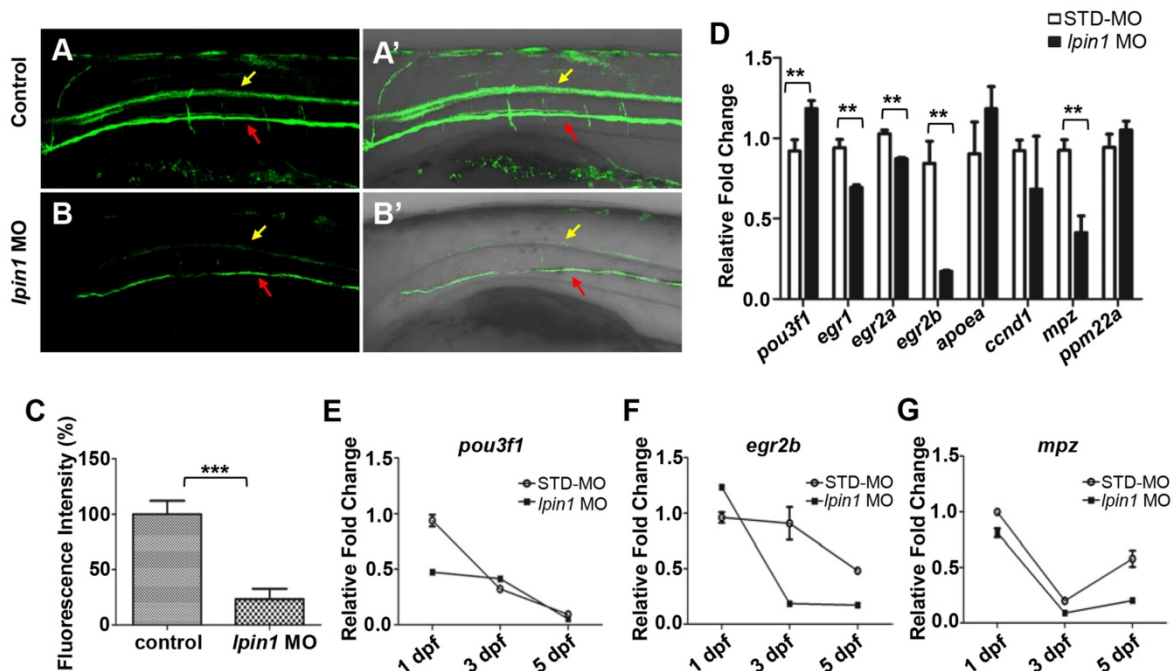 A
A'
Control
B
B'
lpin1 MO
D
STD-MO
lpin1 MO
Relative Fold Change
1.5
1.0
0.5
0.0
**
**
**
**
**
pou3f1
egr1
egr2a
egr2b
apoea
ccnd1
mpz
ppm22a
C
Fluorescence Intensity (%)
150
100
50
0
***
control
lpin1 MO
E
pou3f1
Relative Fold Change
1.5
1.0
0.5
0.0
STD-MO
lpin1 MO
1 dpf
3 dpf
5 dpf
F
egr2b
Relative Fold Change
1.5
1.0
0.5
0.0
STD-MO
lpin1 MO
1 dpf
3 dpf
5 dpf
G
mpz
Relative Fold Change
1.5
1.0
0.5
0.0
STD-MO
lpin1 MO
1 dpf
3 dpf
5 dpf